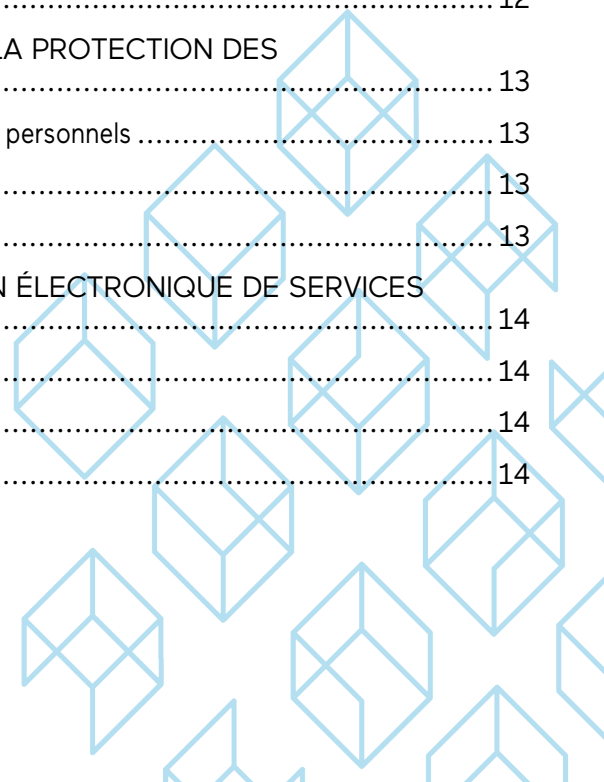 12
LA PROTECTION DES
13
personnels 13
13
13
N ÉLECTRONIQUE DE SERVICES
14
14
14
14